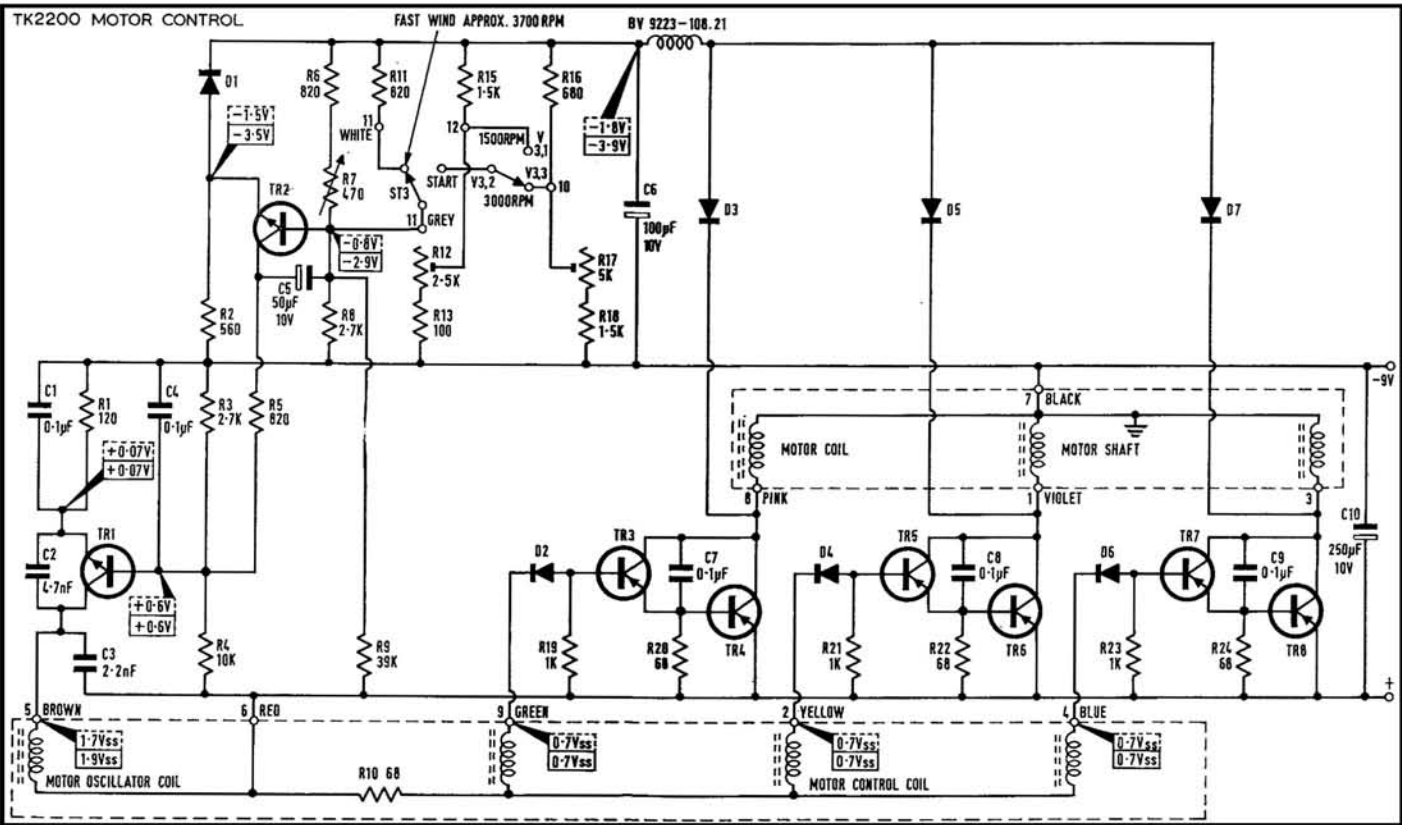 TK2200 MOTOR CONTROL
FAST WIND APPROX. 3700 RPM
BV 9223-108.21
D1
R6
820
R11
820
R15
1·5K
R16
680
11
WHITE
12
1500RPM
V
3,1
-1·5V
-3·5V
-1·8V
-3·9V
TR2
R7
470
ST3
START
V3,2
V3,3
3000RPM
10
C6
100µF
10V
D3
D5
D7
11
GREY
-0·8V
-2·9V
R12
2·5K
R17
5K
C5
50µF
10V
R2
560
R8
2·7K
R13
100
R18
1·5K
-9V
C1
0·1µF
R1
120
C4
0·1µF
R3
2·7K
R5
820
7
BLACK
MOTOR COIL
MOTOR SHAFT
+0·07V
+0·07V
8
PINK
1
VIOLET
3
C10
250µF
10V
TR1
C2
4·7nF
D2
TR3
C7
0·1µF
D4
TR5
C8
0·1µF
D6
TR7
C9
0·1µF
+0·6V
+0·6V
C3
2·2nF
R4
10K
R9
39K
R19
1K
R20
68
TR4
R21
1K
R22
68
TR6
R23
1K
R24
68
TR8
+
5
BROWN
6
RED
9
GREEN
2
YELLOW
4
BLUE
1·7Vss
1·9Vss
0·7Vss
0·7Vss
0·7Vss
0·7Vss
0·7Vss
0·7Vss
MOTOR OSCILLATOR COIL
R10 68
MOTOR CONTROL COIL